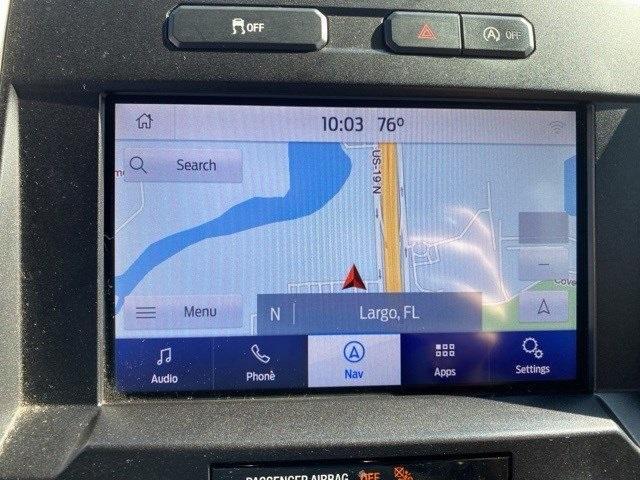 OFF
OFF
10:03 76°
US-19 N
Search
Menu
N Largo, FL
Cove
Audio Phone Nav Apps Settings
PASSENGER AIRBAG OFF